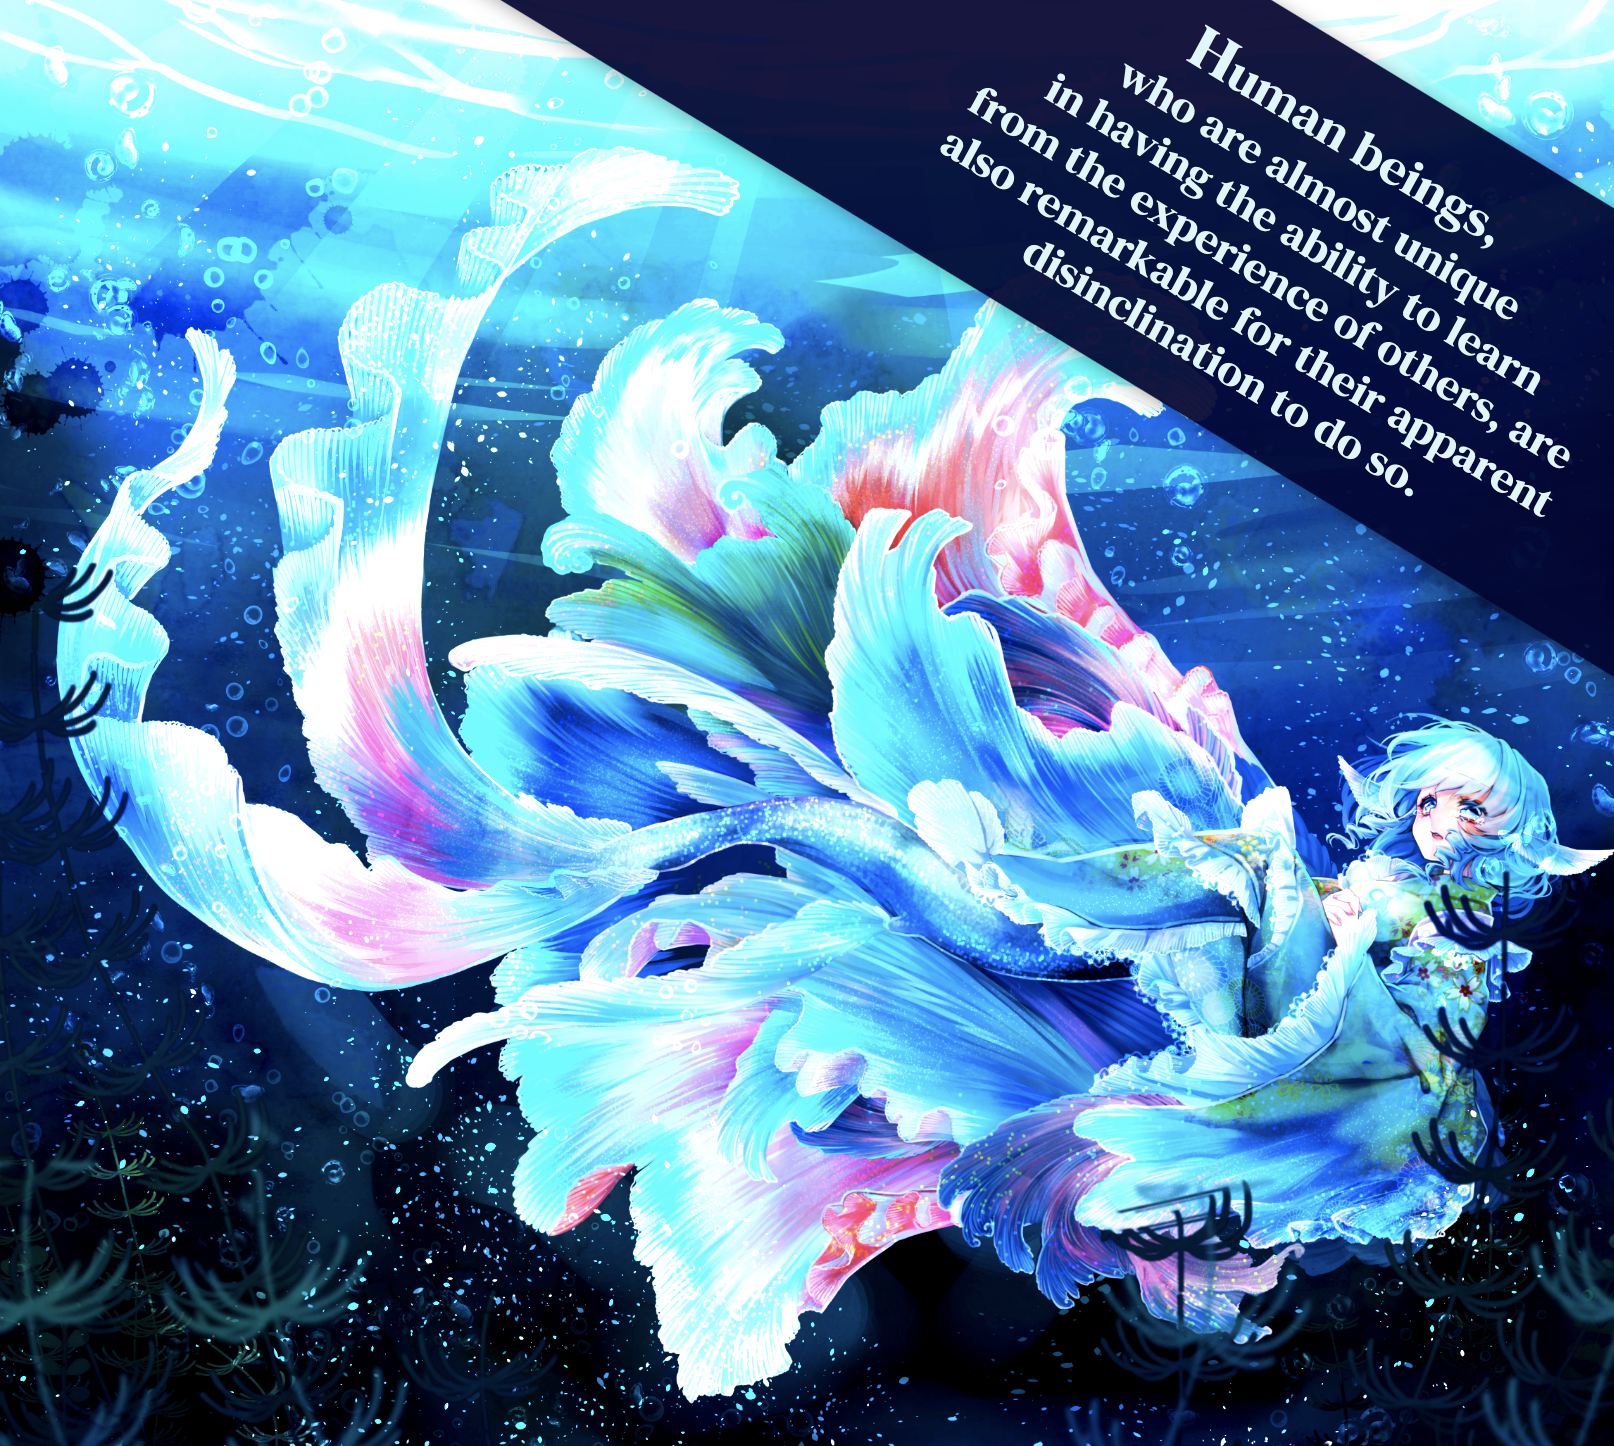 Human beings,
who are almost unique
in having the ability to learn
from the experience of others, are
also remarkable for their apparent
disinclination to do so.